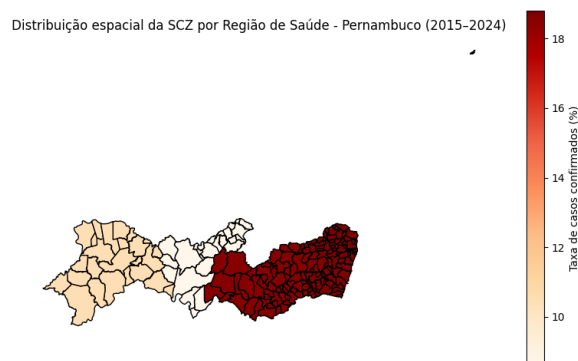 Distribuição espacial da SCZ por Região de Saúde - Pernambuco (2015–2024)
18
16
14
12
10
Taxa de casos confirmados (%)